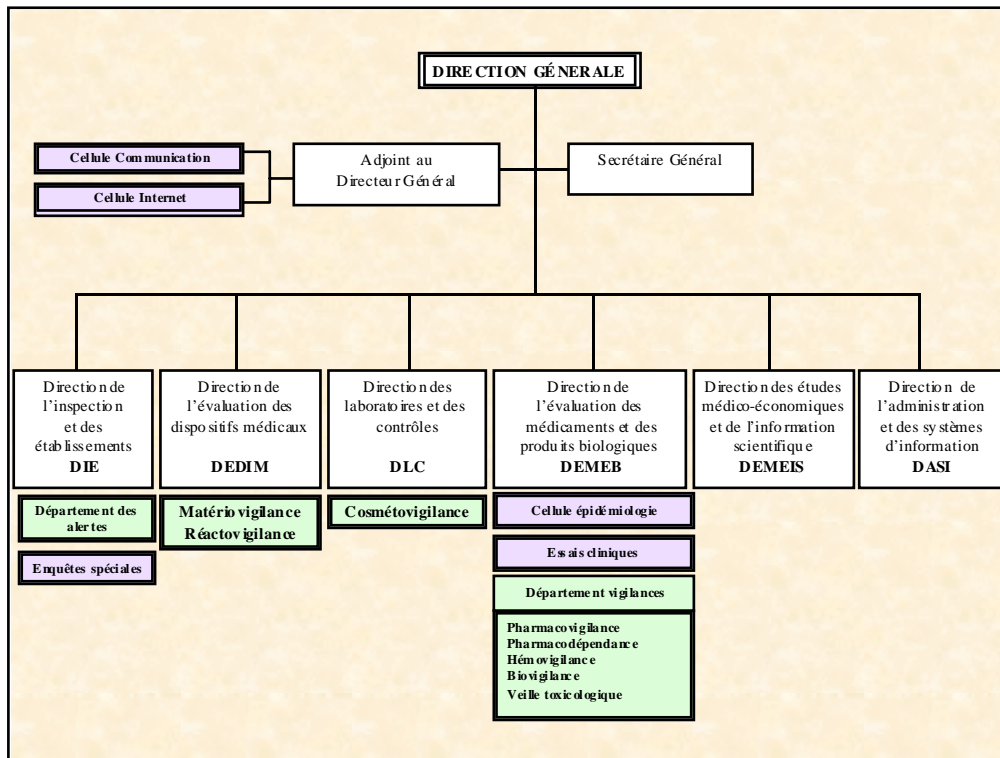 DIRECTION GÉNERALE
Cellule Communication
Cellule Internet
Adjoint au
Directeur Général
Secrétaire Général
Direction de
l'inspection
et des
établissements
DIE
Direction de
l'évaluation des
dispositifs médicaux
DEDIM
Direction des
laboratoires et des
contrôles
DLC
Direction de
l'évaluation des
médicaments et des
produits biologiques
DEMEB
Direction des études
médico-économiques
et de l'information
scientifique
DEMEIS
Direction de
l'administration
et des systèmes
d'information
DASI
Département des
alertes
Enquêtes spéciales
Matériovigilance
Réactovigilance
Cosmétovigilance
Cellule épidémiologie
Essais cliniques
Département vigilances
Pharmacovigilance
Pharmacodépendance
Hémovigilance
Biovigilance
Veille toxicologique